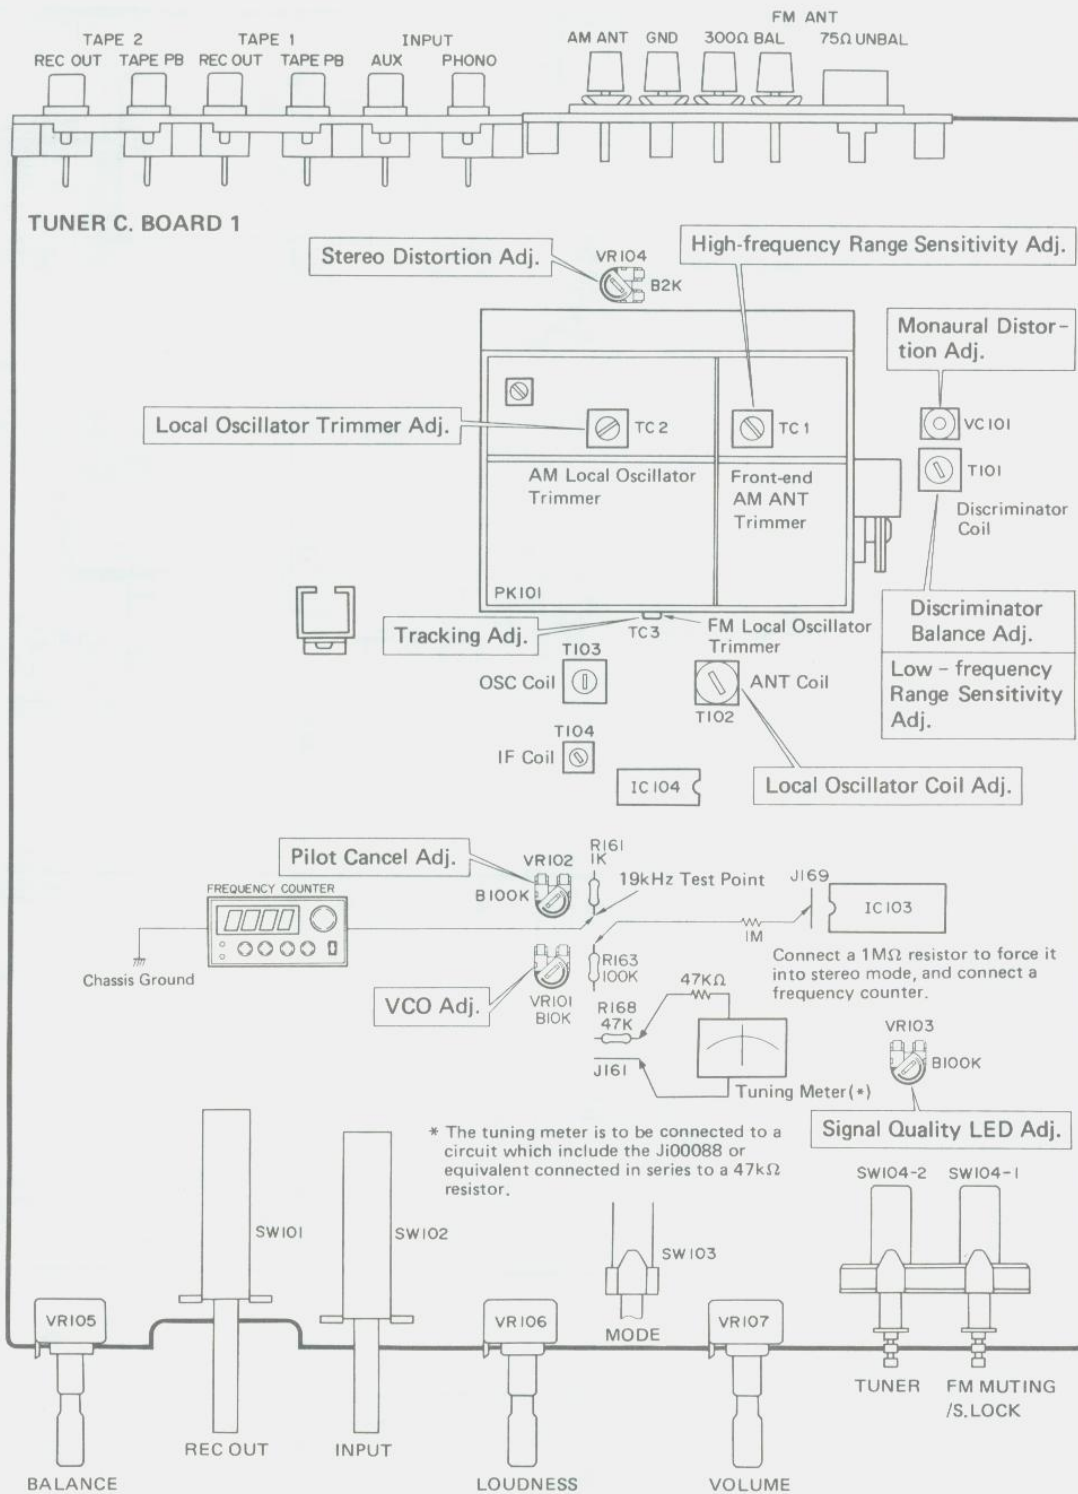 FM ANT
TAPE 2 TAPE 1 INPUT
AM ANT GND 300Ω BAL 75Ω UNBAL
REC OUT TAPE PB REC OUT TAPE PB AUX PHONO
TUNER C. BOARD 1
Stereo Distortion Adj.
VR104
B2K
High-frequency Range Sensitivity Adj.
Monaural Distor-
tion Adj.
Local Oscillator Trimmer Adj.
TC2
TC1
VC101
T101
AM Local Oscillator
Trimmer
Front-end
AM ANT
Trimmer
Discriminator
Coil
PK101
Discriminator
Balance Adj.
Low-frequency
Range Sensitivity
Adj.
Tracking Adj.
TC3
FM Local Oscillator
Trimmer
T103
OSC Coil
ANT Coil
T102
T104
IF Coil
IC104
Local Oscillator Coil Adj.
Pilot Cancel Adj.
VR102
B100K
R161
1K
19kHz Test Point
J169
IC103
FREQUENCY COUNTER
1M
Chassis Ground
Connect a 1MΩ resistor to force it
into stereo mode, and connect a
frequency counter.
R163
100K
VCO Adj.
VR101
B10K
47KΩ
R168
47K
J161
Tuning Meter(*)
VR103
B100K
Signal Quality LED Adj.
* The tuning meter is to be connected to a
circuit which include the Ji00088 or
equivalent connected in series to a 47kΩ
resistor.
SW104-2 SW104-1
SW101
SW102
SW103
VR105
VR106
MODE
VR107
TUNER
FM MUTING
/S.LOCK
REC OUT
INPUT
BALANCE
LOUDNESS
VOLUME